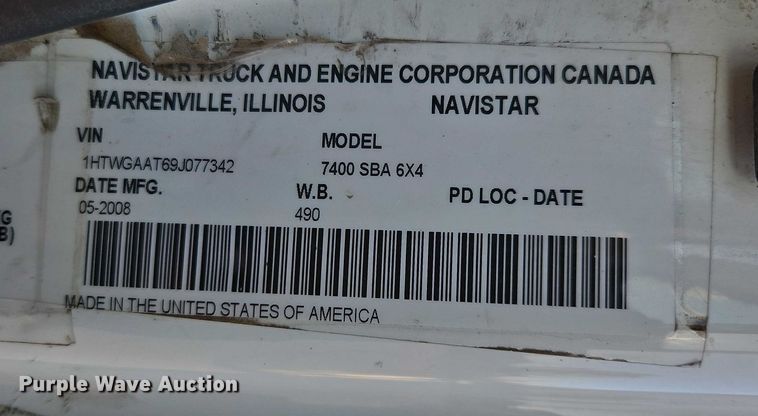 NAVISTAR TRUCK AND ENGINE CORPORATION CANADA
WARRENVILLE, ILLINOIS NAVISTAR
VIN MODEL
1HTWGAAT69J077342 7400 SBA 6X4
DATE MFG. W.B. PD LOC - DATE
05-2008 490
G
B)
MADE IN THE UNITED STATES OF AMERICA
Purple Wave Auction